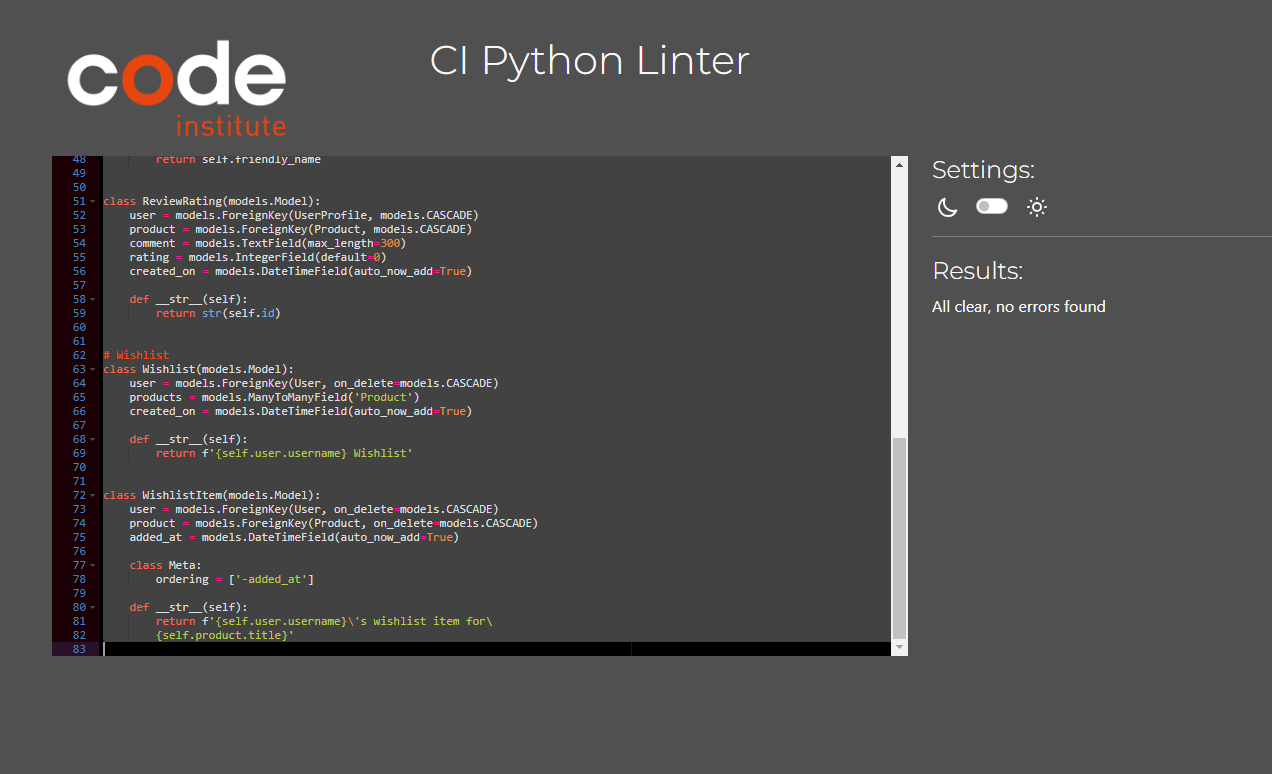 code
institute
CI Python Linter
48 return self.friendly_name
49
50
51 class ReviewRating(models.Model):
52 user = models.ForeignKey(UserProfile, models.CASCADE)
53 product = models.ForeignKey(Product, models.CASCADE)
54 comment = models.TextField(max_length=300)
55 rating = models.IntegerField(default=0)
56 created_on = models.DateTimeField(auto_now_add=True)
57
58 def __str__(self):
59 return str(self.id)
60
61
62 # Wishlist
63 class Wishlist(models.Model):
64 user = models.ForeignKey(User, on_delete=models.CASCADE)
65 products = models.ManyToManyField('Product')
66 created_on = models.DateTimeField(auto_now_add=True)
67
68 def __str__(self):
69 return f'{self.user.username} Wishlist'
70
71
72 class WishlistItem(models.Model):
73 user = models.ForeignKey(User, on_delete=models.CASCADE)
74 product = models.ForeignKey(Product, on_delete=models.CASCADE)
75 added_at = models.DateTimeField(auto_now_add=True)
76
77 class Meta:
78 ordering = ['-added_at']
79
80 def __str__(self):
81 return f'{self.user.username}\'s wishlist item for\
82 {self.product.title}'
83
Settings:
Results:
All clear, no errors found